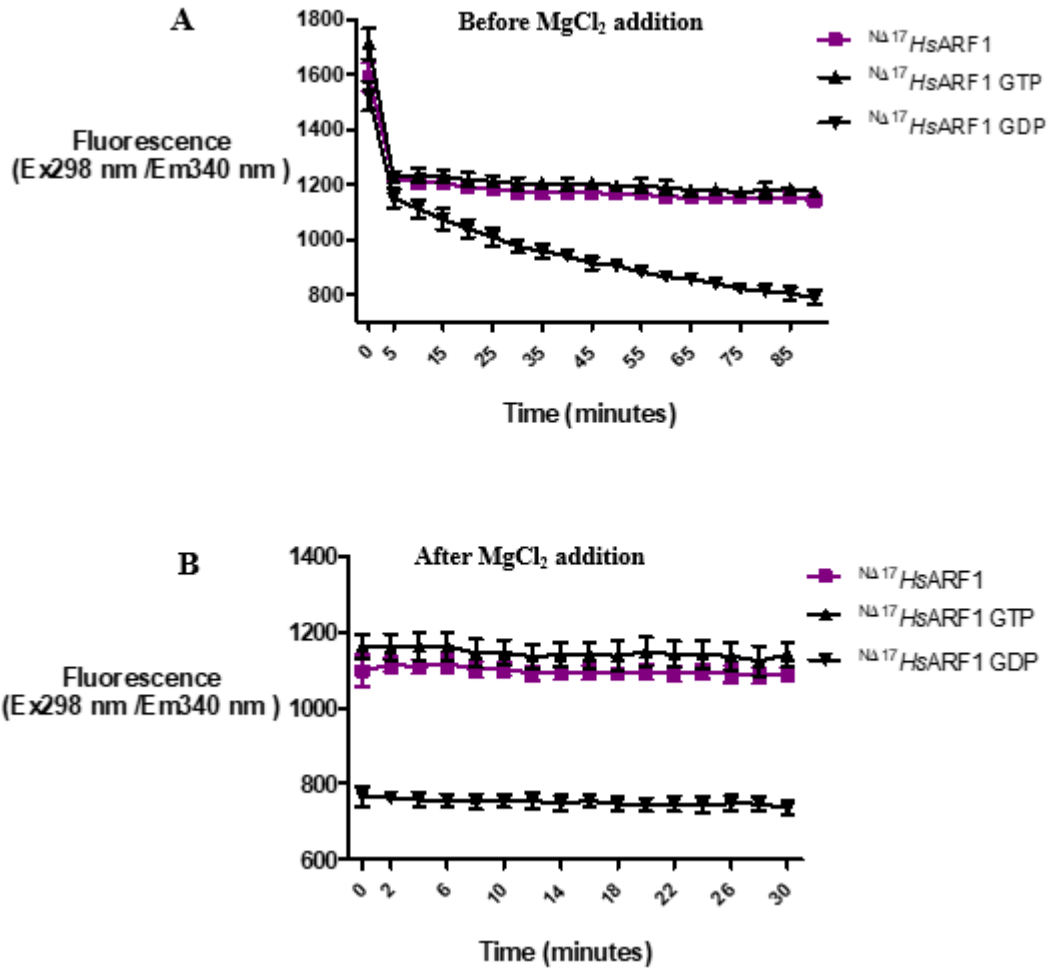 A
Before MgCl₂ addition
1800
1600
1400
1200
1000
800
Fluorescence
(Ex298 nm /Em340 nm )
0 5 15 25 35 45 55 65 75 85
Time (minutes)
NΔ17HsARF1
NΔ17HsARF1 GTP
NΔ17HsARF1 GDP
B
After MgCl₂ addition
1400
1200
1000
800
600
Fluorescence
(Ex298 nm /Em340 nm )
0 2 6 10 14 18 22 26 30
Time (minutes)
NΔ17HsARF1
NΔ17HsARF1 GTP
NΔ17HsARF1 GDP